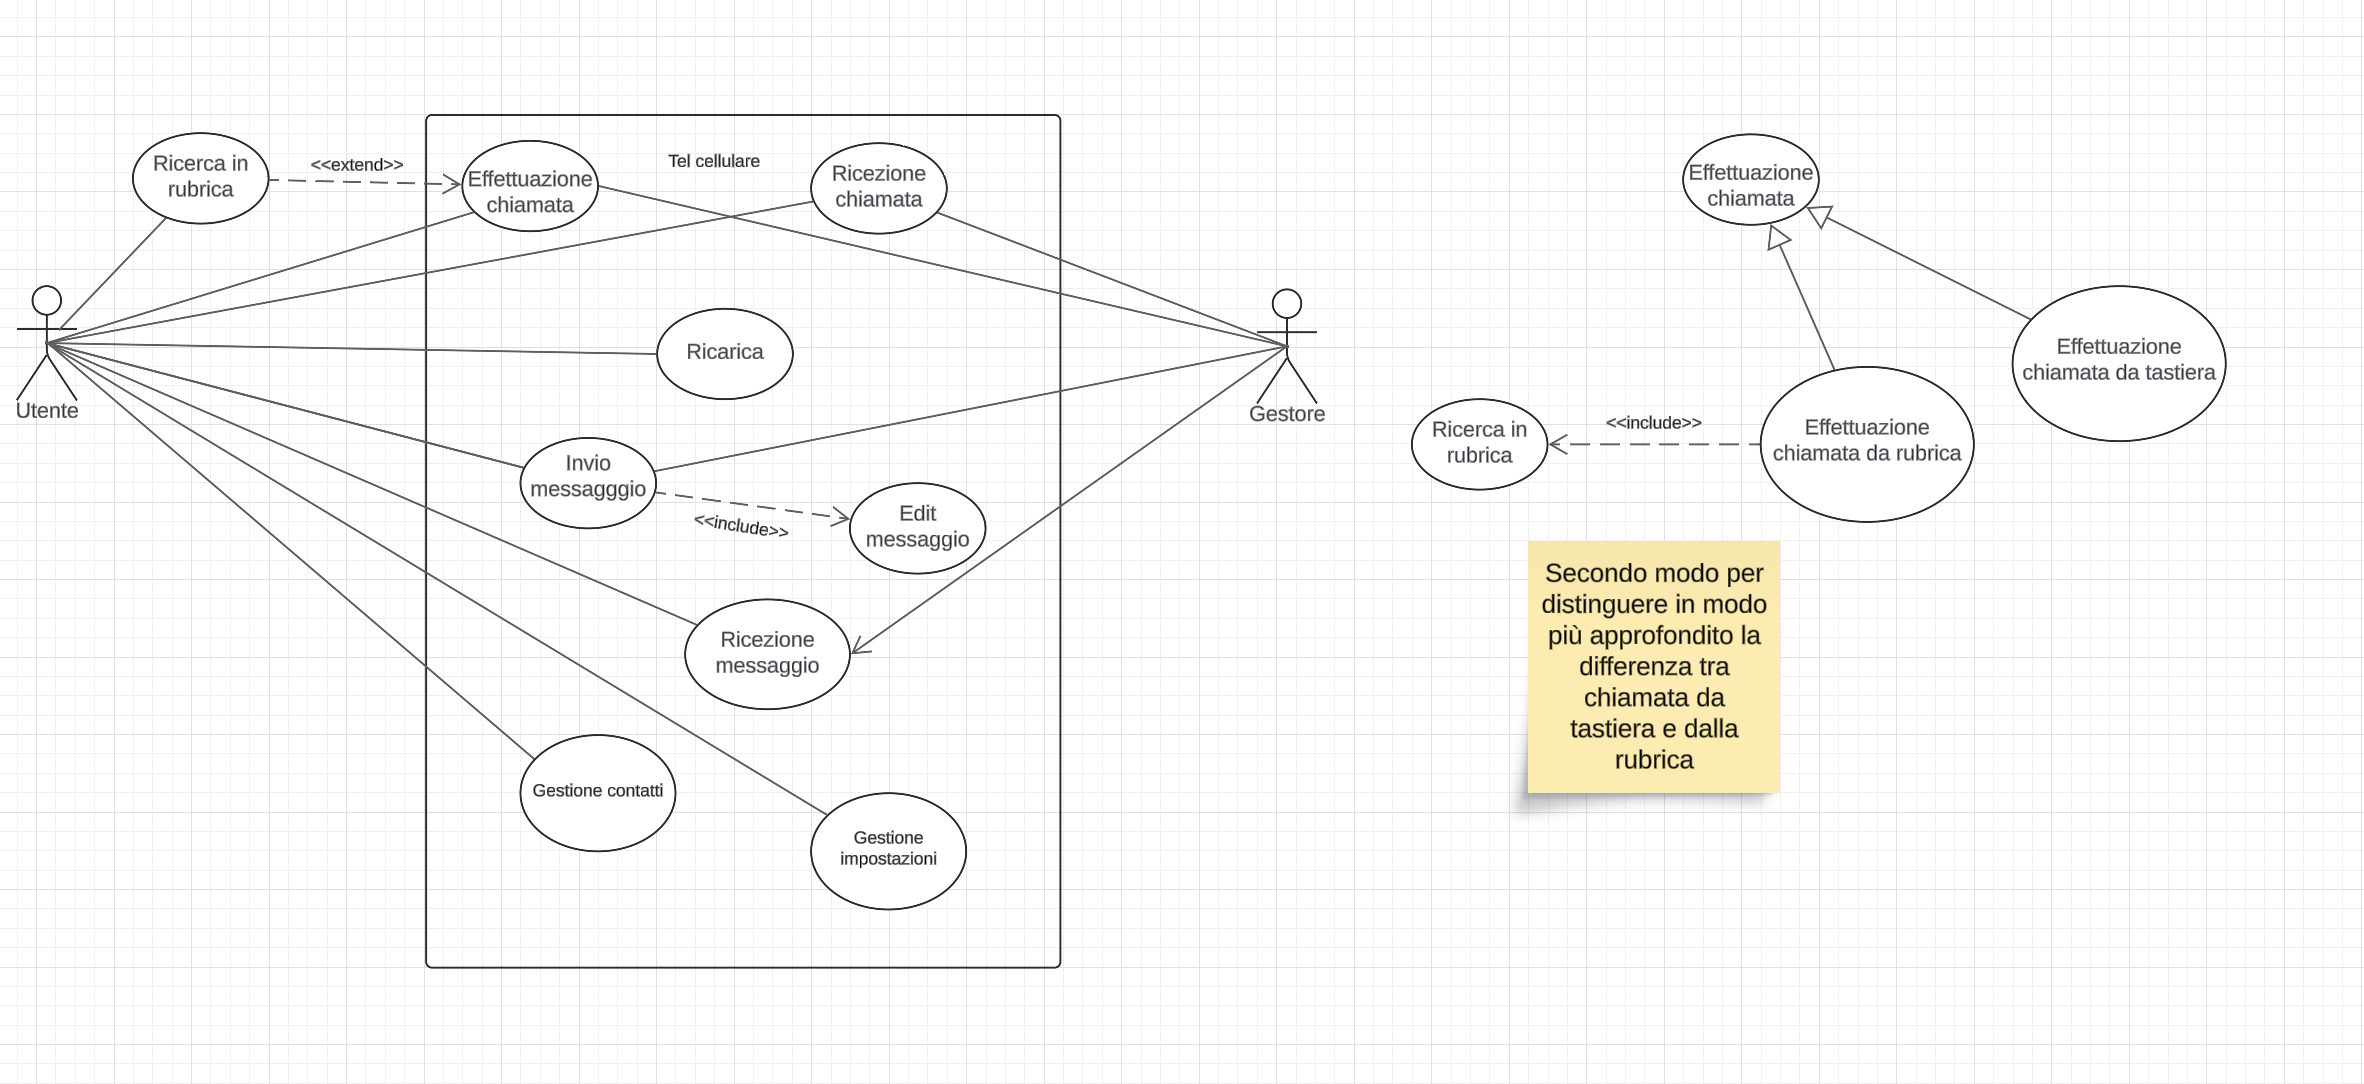 Ricerca in
rubrica
<<extend>>
Effettuazione
chiamata
Tel cellulare
Ricezione
chiamata
Utente
Ricarica
Gestore
Invio
messagggio
<<include>>
Edit
messaggio
Ricezione
messaggio
Gestione contatti
Gestione
impostazioni
Effettuazione
chiamata
Effettuazione
chiamata da tastiera
Ricerca in
rubrica
<<include>>
Effettuazione
chiamata da rubrica
Secondo modo per
distinguere in modo
più approfondito la
differenza tra
chiamata da
tastiera e dalla
rubrica